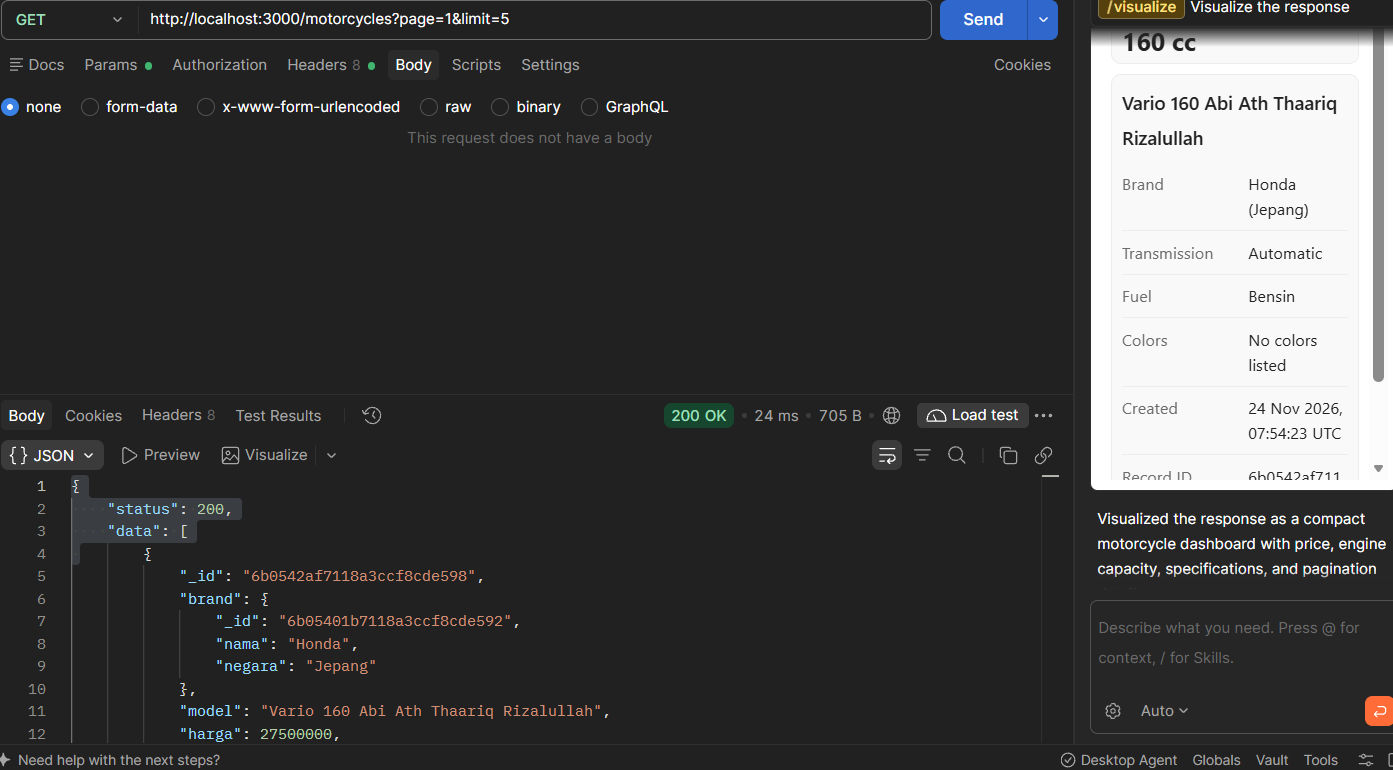 GET http://localhost:3000/motorcycles?page=1&limit=5 Send
Docs Params Authorization Headers 8 Body Scripts Settings Cookies
none form-data x-www-form-urlencoded raw binary GraphQL
This request does not have a body
Body Cookies Headers 8 Test Results 200 OK 24 ms 705 B Load test
{} JSON Preview Visualize
1 {
2 "status": 200,
3 "data": [
4 {
5 "_id": "6b0542af7118a3ccf8cde598",
6 "brand": {
7 "_id": "6b05401b7118a3ccf8cde592",
8 "nama": "Honda",
9 "negara": "Jepang"
10 },
11 "model": "Vario 160 Abi Ath Thaariq Rizalullah",
12 "harga": 27500000,
/visualize Visualize the response
160 cc
Vario 160 Abi Ath Thaariq
Rizalullah
Brand Honda
(Jepang)
Transmission Automatic
Fuel Bensin
Colors No colors
listed
Created 24 Nov 2026,
07:54:23 UTC
Record ID 6b0542af711
Visualized the response as a compact
motorcycle dashboard with price, engine
capacity, specifications, and pagination
Describe what you need. Press @ for
context, / for Skills.
Auto
Need help with the next steps? Desktop Agent Globals Vault Tools